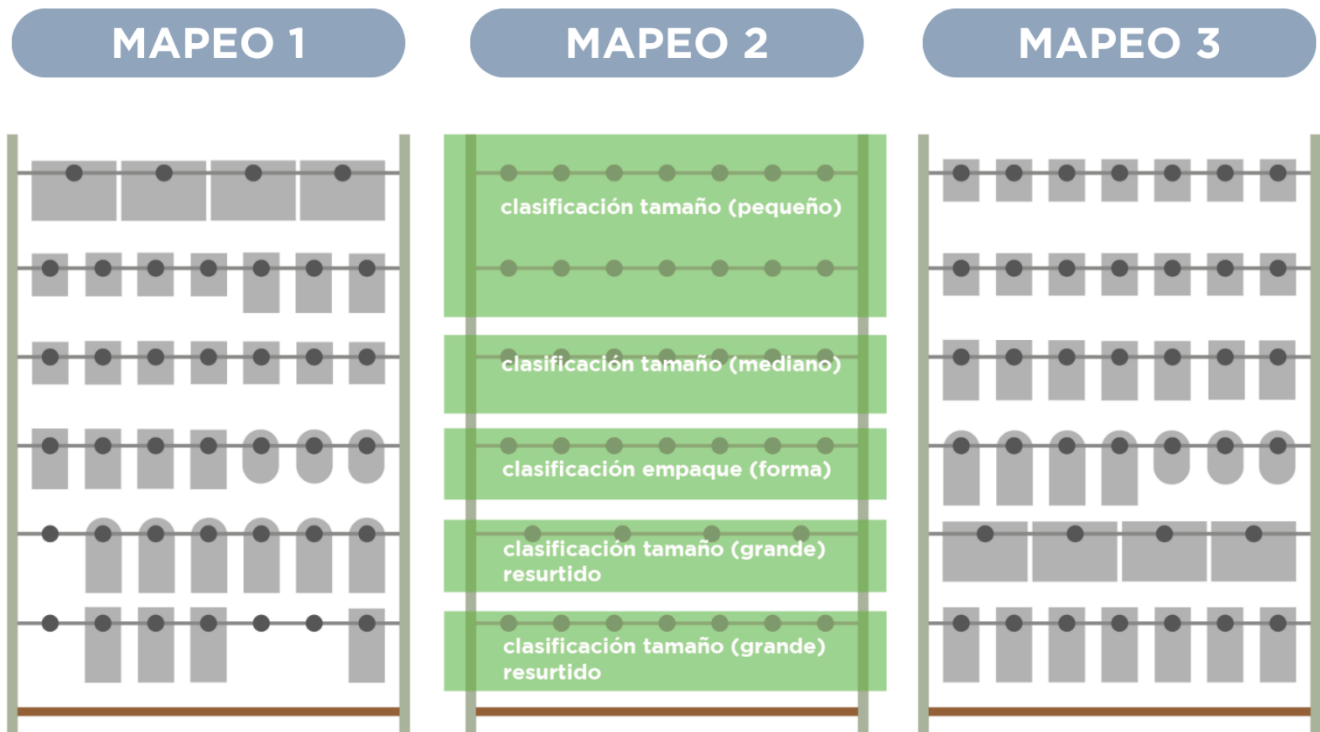 MAPEO 1
MAPEO 2
MAPEO 3
clasificación tamaño (pequeño)
clasificación tamaño (mediano)
clasificación empaque (forma)
clasificación tamaño (grande)
resurtido
clasificación tamaño (grande)
resurtido